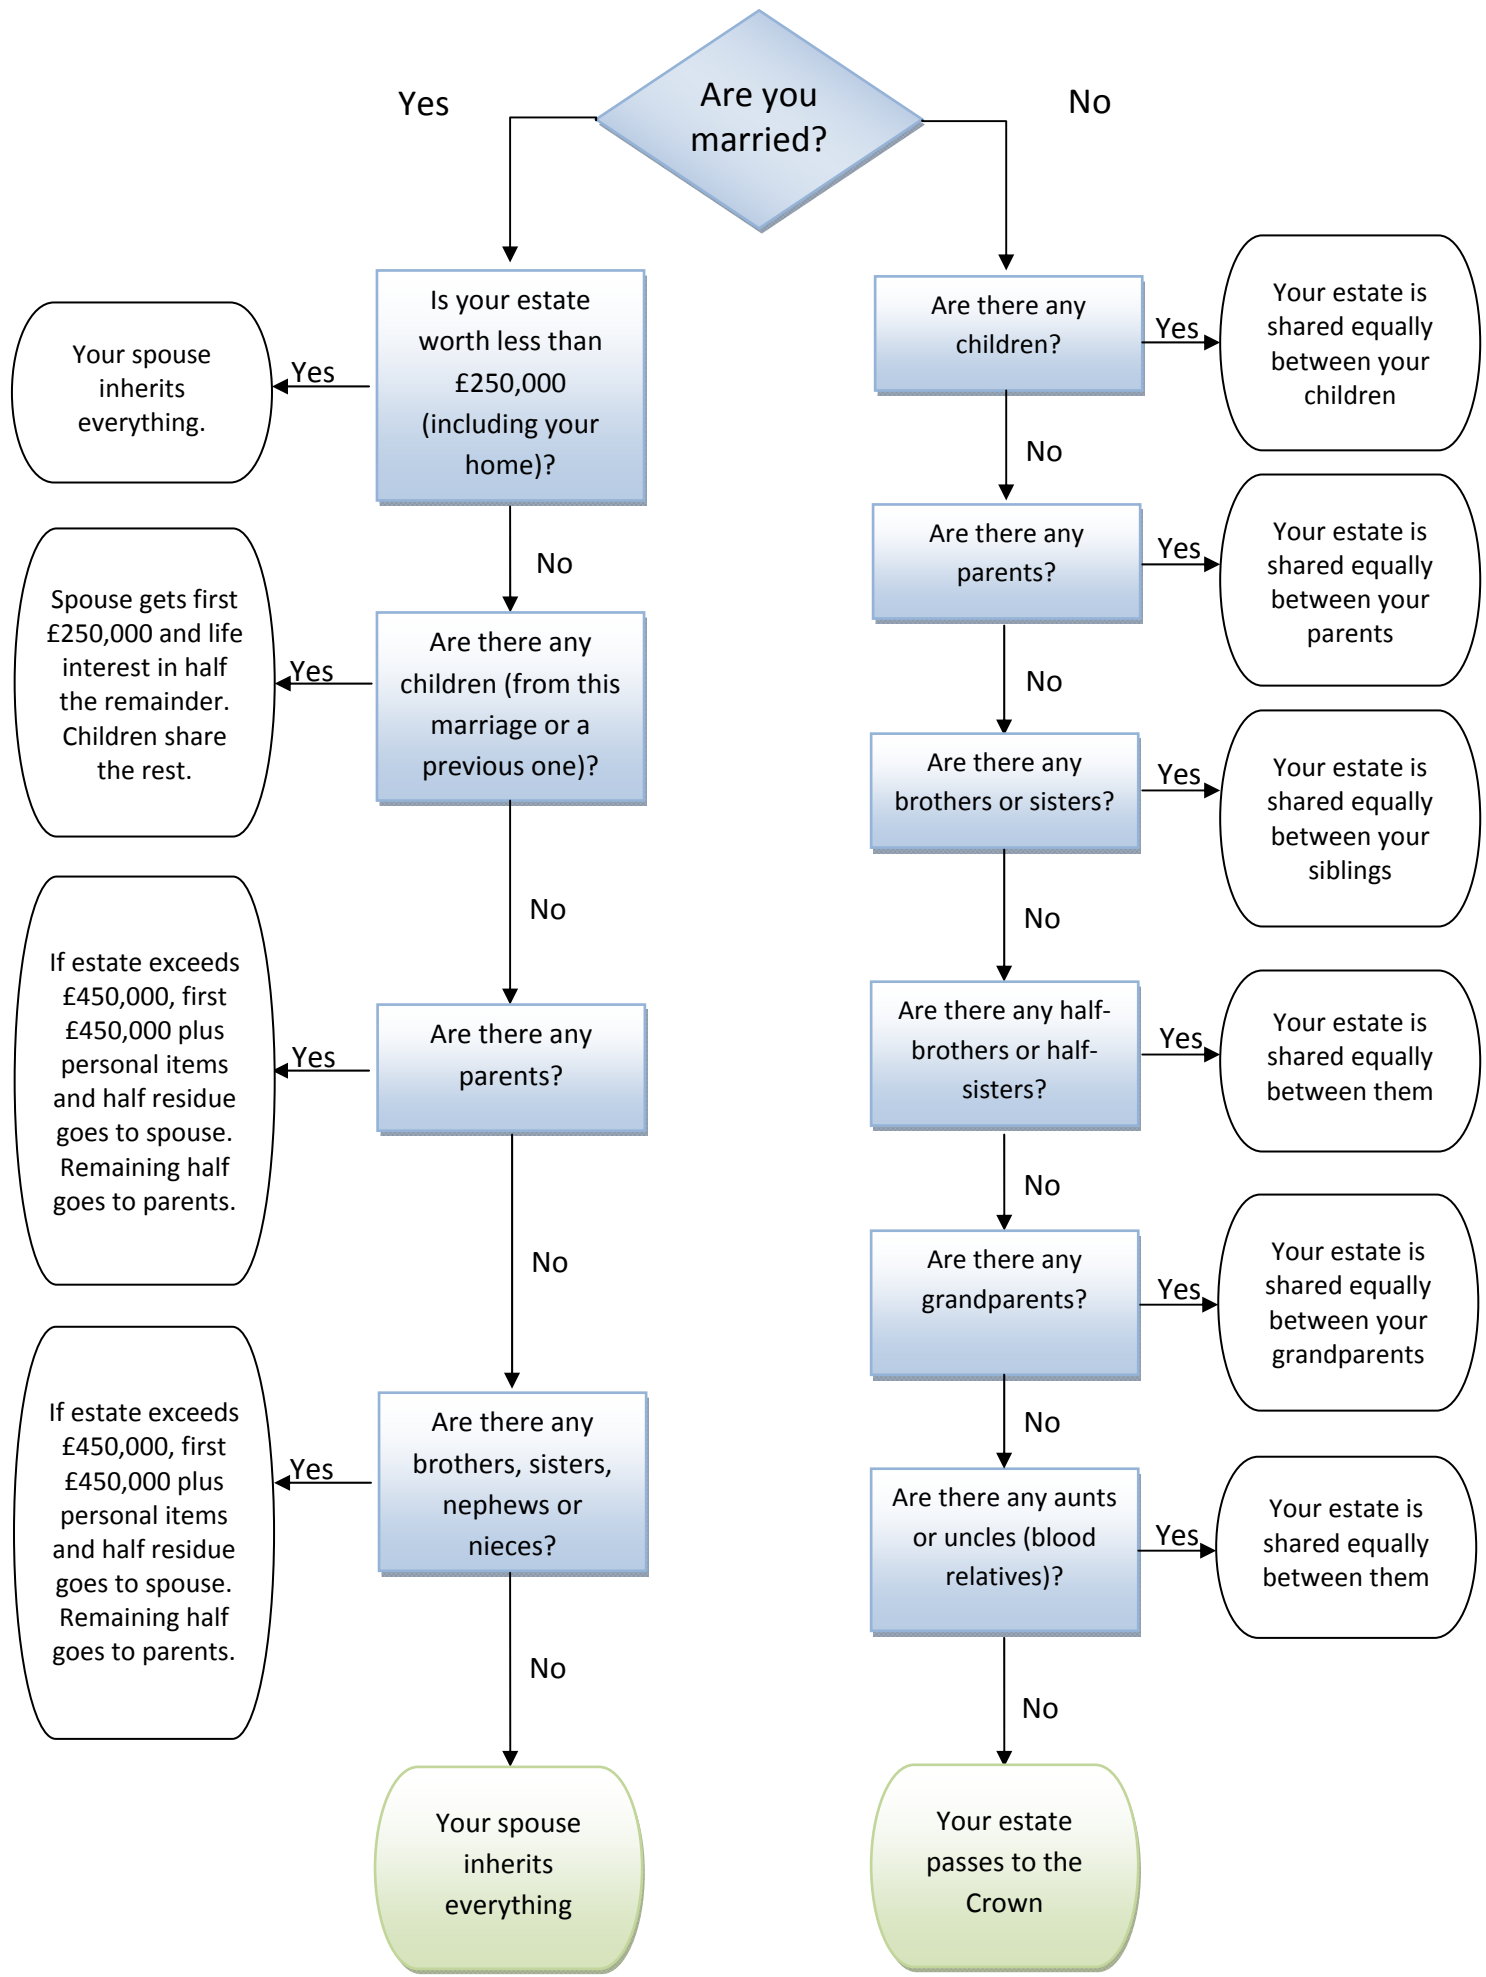 Are you
married?
Yes
No
Is your estate
worth less than
£250,000
(including your
home)?
Yes
Your spouse
inherits
everything.
No
Are there any
children (from this
marriage or a
previous one)?
Yes
Spouse gets first
£250,000 and life
interest in half
the remainder.
Children share
the rest.
No
Are there any
parents?
Yes
If estate exceeds
£450,000, first
£450,000 plus
personal items
and half residue
goes to spouse.
Remaining half
goes to parents.
No
Are there any
brothers, sisters,
nephews or
nieces?
Yes
If estate exceeds
£450,000, first
£450,000 plus
personal items
and half residue
goes to spouse.
Remaining half
goes to parents.
No
Your spouse
inherits
everything
Are there any
children?
Yes
Your estate is
shared equally
between your
children
No
Are there any
parents?
Yes
Your estate is
shared equally
between your
parents
No
Are there any
brothers or sisters?
Yes
Your estate is
shared equally
between your
siblings
No
Are there any half-
brothers or half-
sisters?
Yes
Your estate is
shared equally
between them
No
Are there any
grandparents?
Yes
Your estate is
shared equally
between your
grandparents
No
Are there any aunts
or uncles (blood
relatives)?
Yes
Your estate is
shared equally
between them
No
Your estate
passes to the
Crown